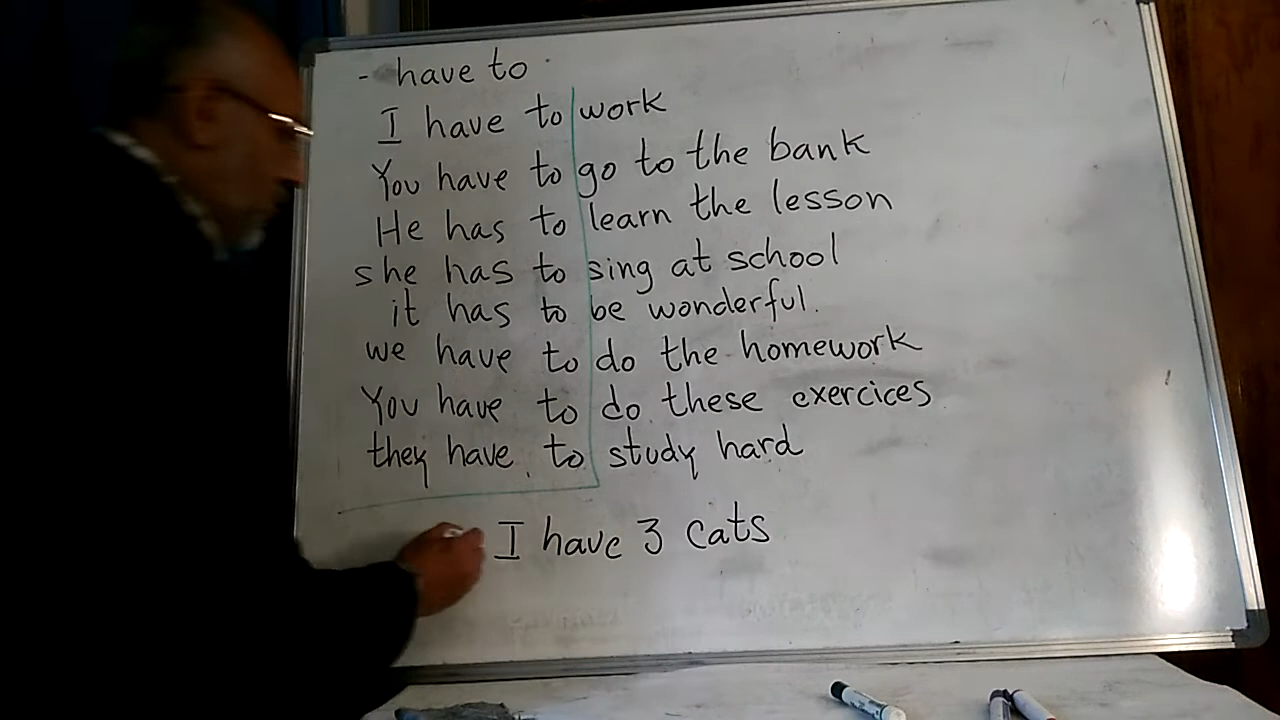 - have to
I have to work
You have to go to the bank
He has to learn the lesson
she has to sing at school
it has to be wonderful.
we have to do the homework
You have to do these exercices
they have to study hard
I have 3 cats